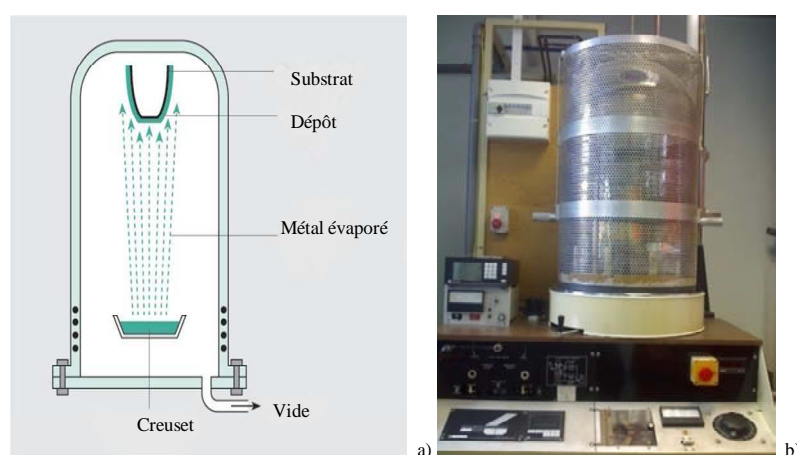 Substrat
Dépôt
Métal évaporé
Creuset
Vide
a)
b)